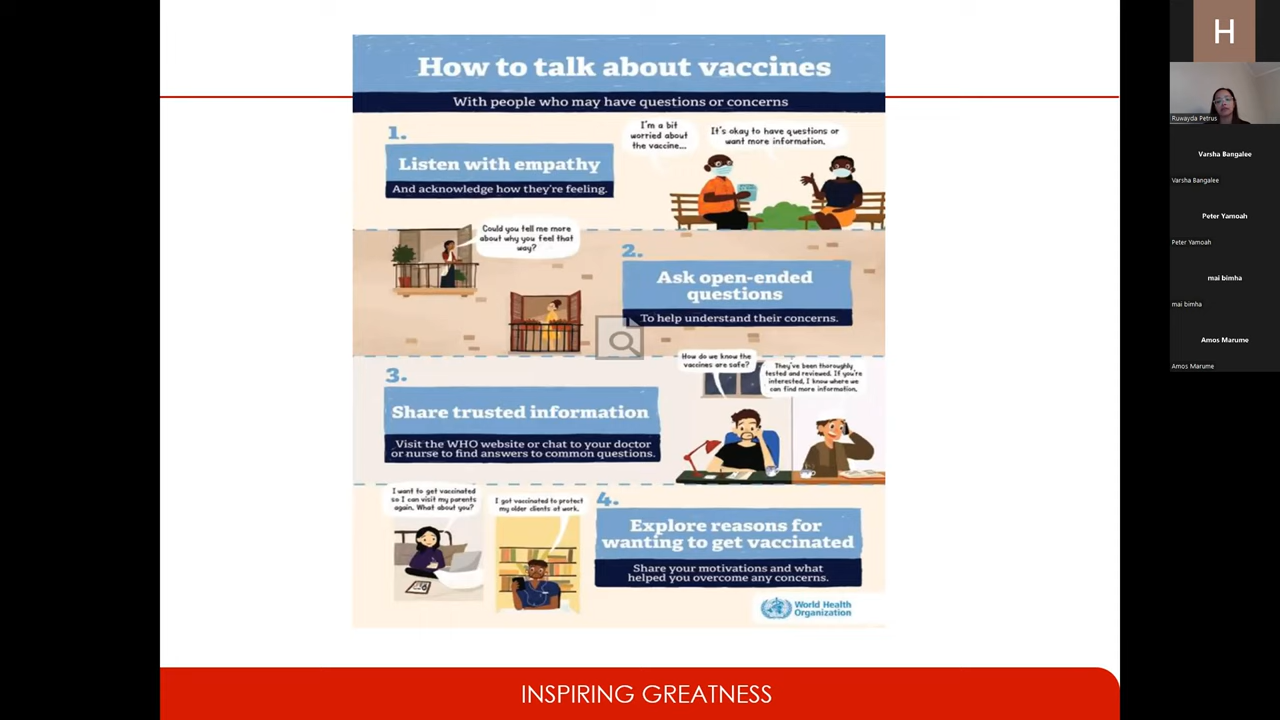 How to talk about vaccines
With people who may have questions or concerns
1.
Listen with empathy
And acknowledge how they're feeling.
I'm a bit
worried about
the vaccine...
It's okay to have questions or
want more information.
Could you tell me more
about why you feel that
way?
2.
Ask open-ended
questions
To help understand their concerns.
3.
Share trusted information
Visit the WHO website or chat to your doctor
or nurse to find answers to common questions.
How do we know the
vaccines are safe?
They've been thoroughly
tested and reviewed. If you're
interested, I know where we
can find more information.
I want to get vaccinated
so I can visit my parents
again. What about you?
I got vaccinated to protect
my older clients at work.
4.
Explore reasons for
wanting to get vaccinated
Share your motivations and what
helped you overcome any concerns.
World Health
Organization
INSPIRING GREATNESS
H
Ruwayda Petrus
Varsha Bangalee
Varsha Bangalee
Peter Yamoah
Peter Yamoah
mai bimha
mai bimha
Amos Marume
Amos Marume